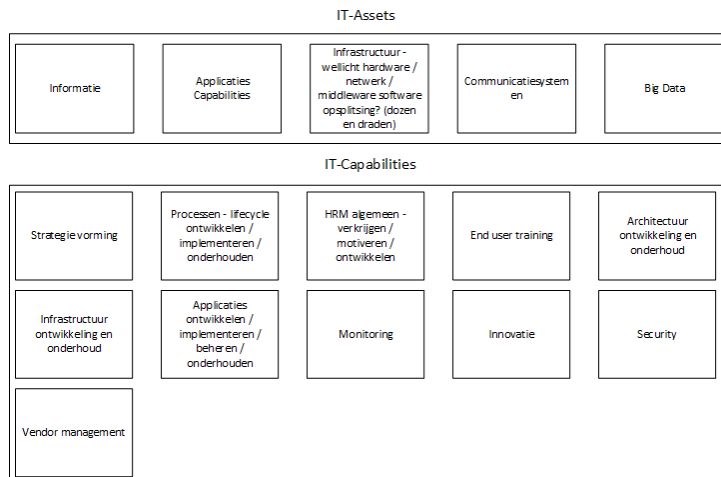 IT-Assets
Informatie
Applicaties
Capabilities
Infrastructuur -
wellicht hardware /
netwerk /
middleware software
opsplitsing? (dozen
en draden)
Communicatiesystem
en
Big Data
IT-Capabilities
Strategie vorming
Processen - lifecycle
ontwikkelen /
implementeren /
onderhouden
HRM algemeen -
verkrijgen /
motiveren /
ontwikkelen
End user training
Architectuur
ontwikkeling en
onderhoud
Infrastructuur
ontwikkeling en
onderhoud
Applicaties
ontwikkelen /
implementeren /
beheren /
onderhouden
Monitoring
Innovatie
Security
Vendor management